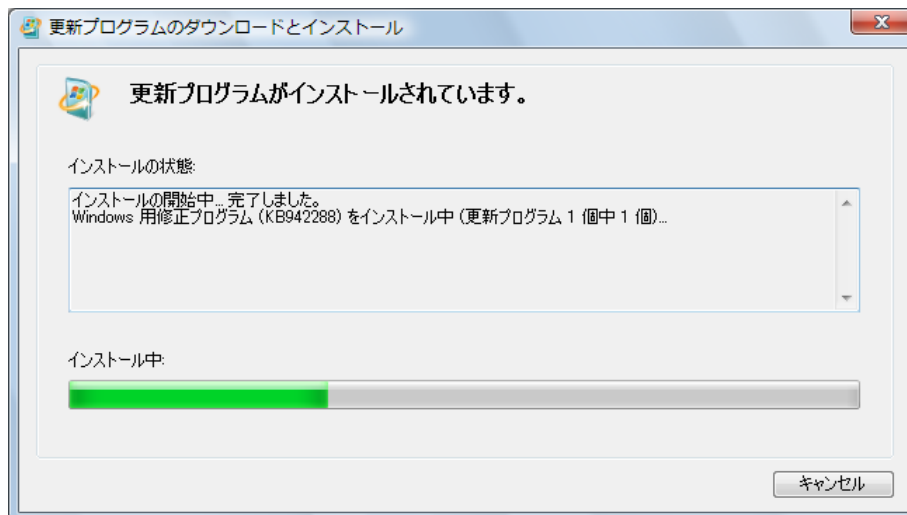 更新プログラムのダウンロードとインストール
更新プログラムがインストールされています。
インストールの状態:
インストールの開始中... 完了しました。
Windows 用修正プログラム (KB942288) をインストール中 (更新プログラム 1 個中 1 個)...
インストール中:
キャンセル